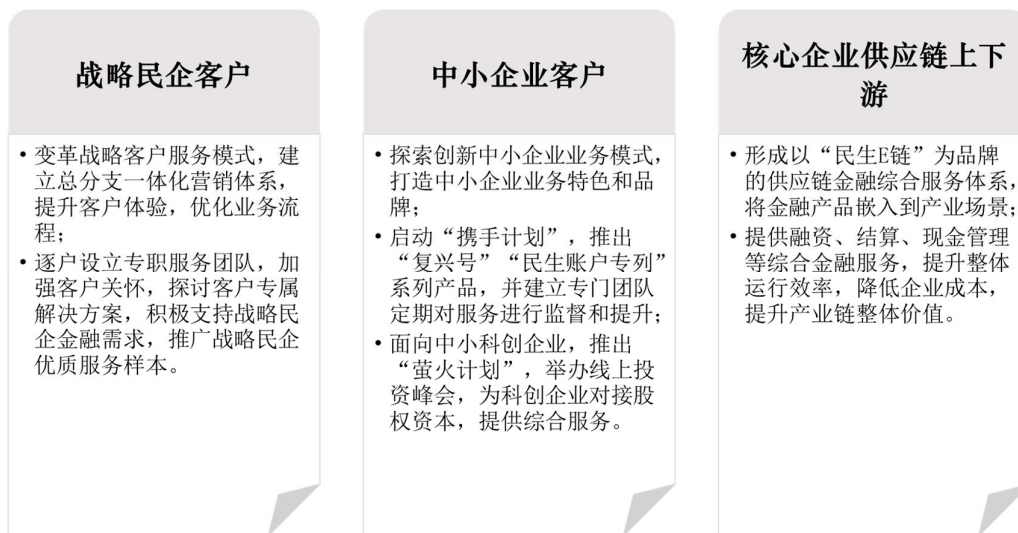 战略民企客户
• 变革战略客户服务模式，建
立总分支一体化营销体系，
提升客户体验，优化业务流
程；
• 逐户设立专职服务团队，加
强客户关怀，探讨客户专属
解决方案，积极支持战略民
企金融需求，推广战略民企
优质服务样本。
中小企业客户
• 探索创新中小企业业务模式，
打造中小企业业务特色和品
牌；
• 启动“携手计划”，推出
“复兴号”“民生账户专列”
系列产品，并建立专门团队
定期对服务进行监督和提升；
• 面向中小科创企业，推出
“萤火计划”，举办线上投
资峰会，为科创企业对接股
权资本，提供综合服务。
核心企业供应链上下
游
• 形成以“民生E链”为品牌
的供应链金融综合服务体系，
将金融产品嵌入到产业场景；
• 提供融资、结算、现金管理
等综合金融服务，提升整体
运行效率，降低企业成本，
提升产业链整体价值。